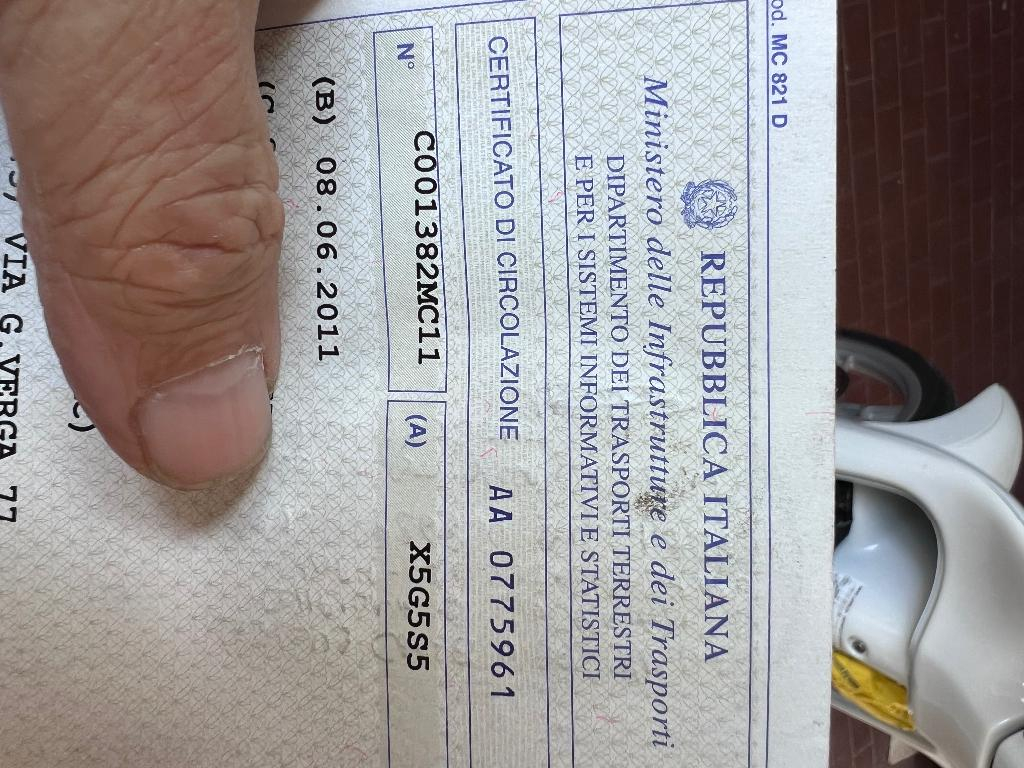 od. MC 821 D
REPUBBLICA ITALIANA
Ministero delle Infrastrutture e dei Trasporti
DIPARTIMENTO DEI TRASPORTI TERRESTRI
E PER I SISTEMI INFORMATIVI E STATISTICI
CERTIFICATO DI CIRCOLAZIONE AA 0775961
N° C001382MC11 (A) X5G5S5
(B) 08.06.2011
VIA G.VERGA 77